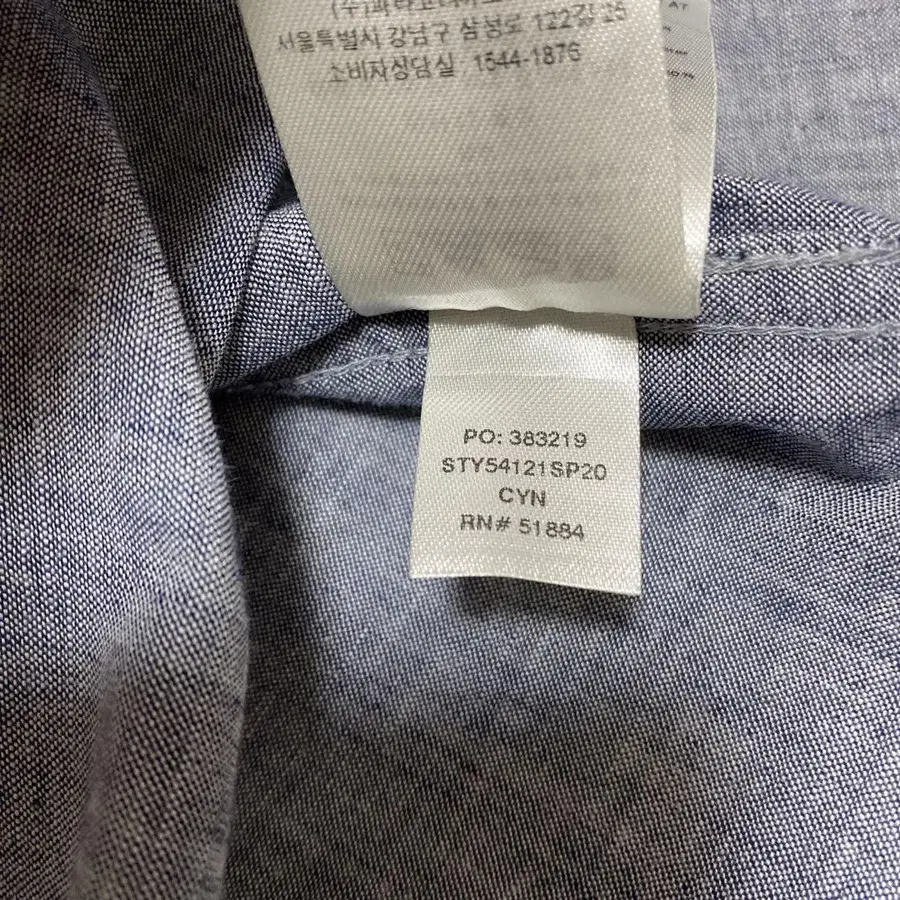 서울특별시 강남구 삼성로 122길 25
소비자상담실 1544-1876
AT
PO: 383219
STY54121SP20
CYN
RN# 51884